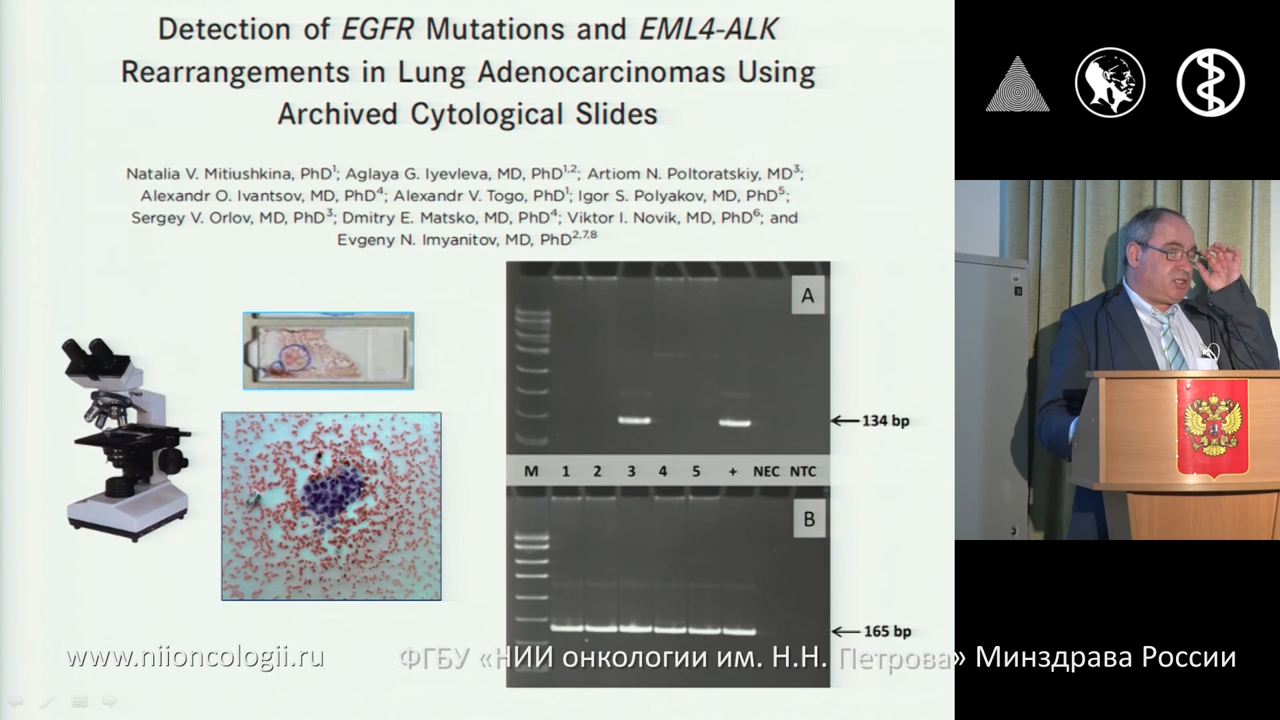 Detection of EGFR Mutations and EML4-ALK
Rearrangements in Lung Adenocarcinomas Using
Archived Cytological Slides
Natalia V. Mitiushkina, PhD1; Aglaya G. Iyevleva, MD, PhD1,2; Artiom N. Poltoratskiy, MD3;
Alexandr O. Ivantsov, MD, PhD4; Alexandr V. Togo, PhD1; Igor S. Polyakov, MD, PhD5;
Sergey V. Orlov, MD, PhD3; Dmitry E. Matsko, MD, PhD4; Viktor I. Novik, MD, PhD6; and
Evgeny N. Imyanitov, MD, PhD2,7,8
A
134 bp
M 1 2 3 4 5 + NEC NTC
B
165 bp
www.niioncologii.ru
ФГБУ «НИИ онкологии им. Н.Н. Петрова» Минздрава России